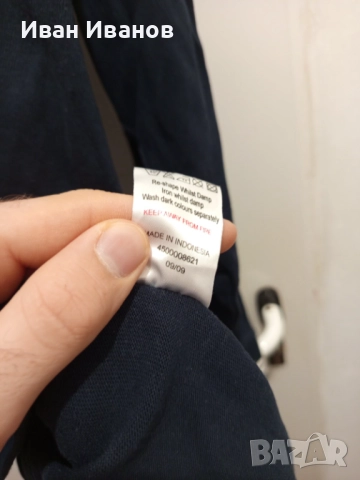 Иван Иванов
Re-shape Whilst Damp
Iron whilst damp
Wash dark colours separately
KEEP AWAY FROM FIRE
MADE IN INDONESIA
4500008621
09/09
BAZAR